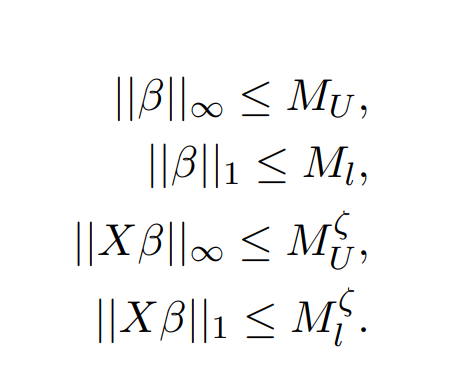 ||β||∞ ≤ M_U,
||β||₁ ≤ M_l,
||Xβ||∞ ≤ M_U^ζ,
||Xβ||₁ ≤ M_l^ζ.